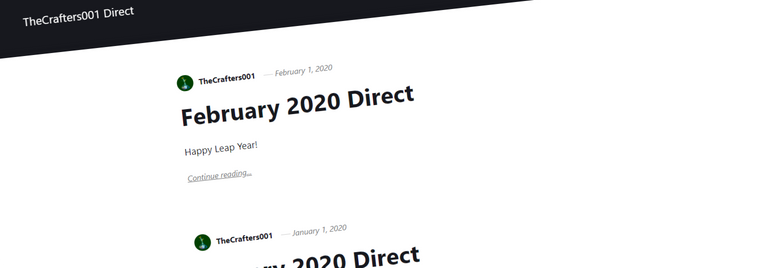 TheCrafters001 Direct
TheCrafters001 — February 1, 2020
February 2020 Direct
Happy Leap Year!
Continue reading...
TheCrafters001 — January 1, 2020
2020 Direct